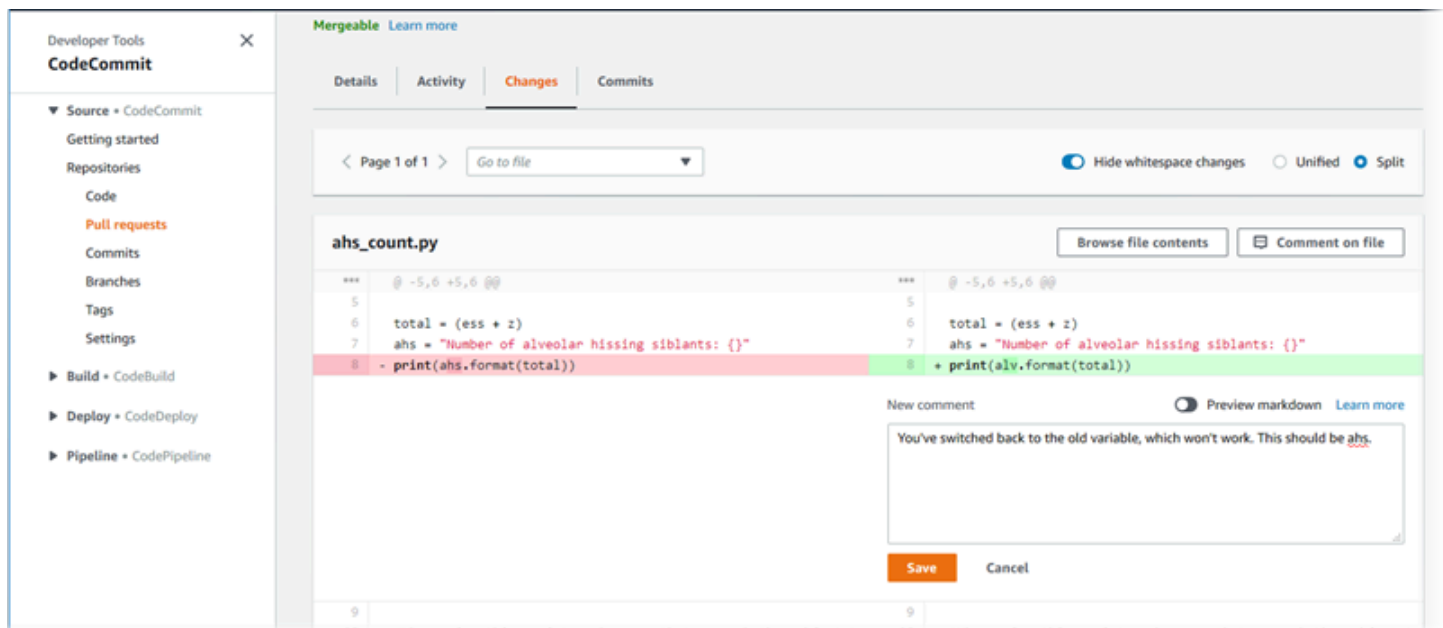 Mergeable Learn more
Developer Tools
CodeCommit
Details Activity Changes Commits
Source • CodeCommit
Getting started
Repositories
Code
Pull requests
Commits
Branches
Tags
Settings
Build • CodeBuild
Deploy • CodeDeploy
Pipeline • CodePipeline
Page 1 of 1 Go to file Hide whitespace changes Unified Split
ahs_count.py Browse file contents Comment on file
@ -5,6 +5,6 @@
5
6 total = (ess + z)
7 ahs = "Number of alveolar hissing siblants: {}"
8 - print(ahs.format(total))
@ -5,6 +5,6 @@
5
6 total = (ess + z)
7 ahs = "Number of alveolar hissing siblants: {}"
8 + print(alv.format(total))
New comment Preview markdown Learn more
You've switched back to the old variable, which won't work. This should be ahs.
Save Cancel
9 9